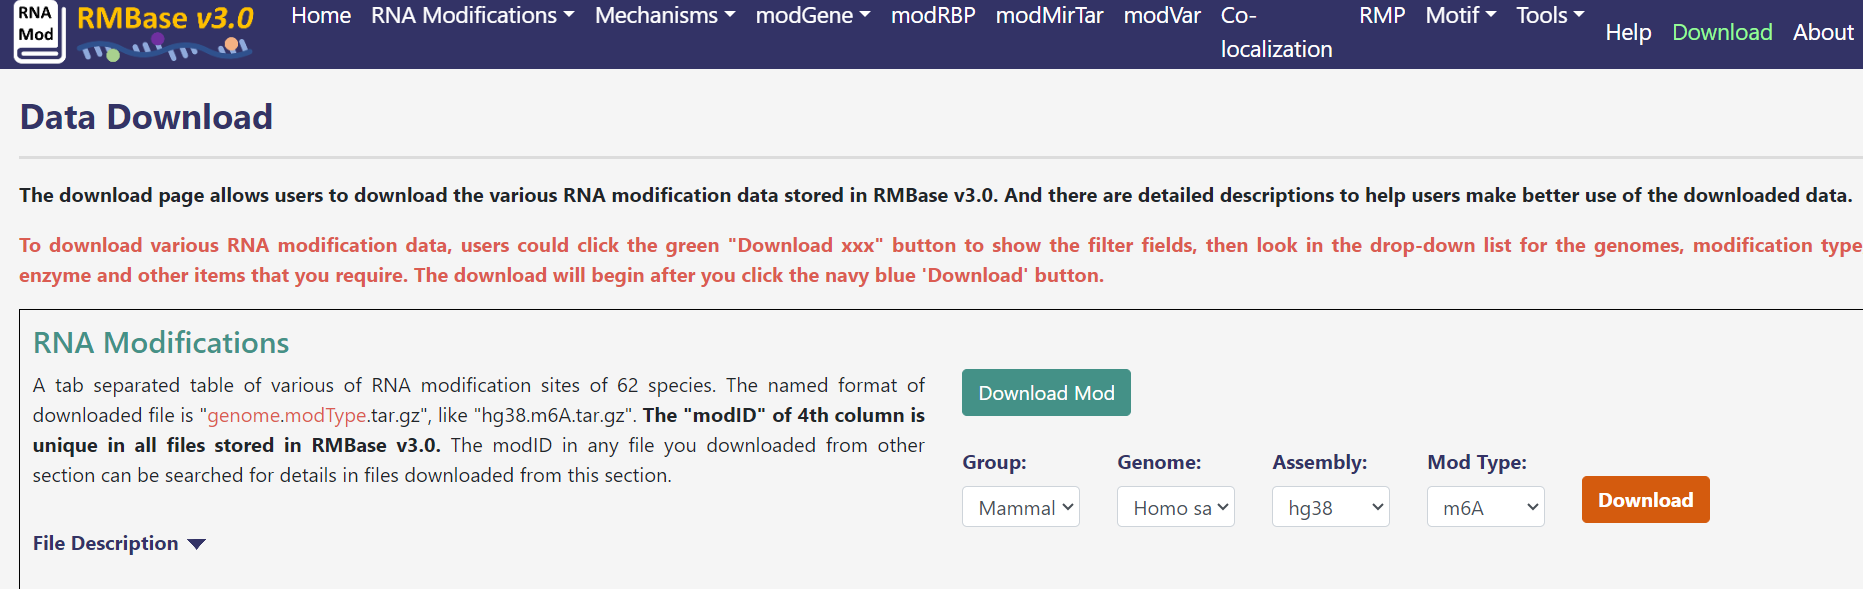 RNA
Mod
RMBase v3.0
Home RNA Modifications Mechanisms modGene modRBP modMirTar modVar Co-localization RMP Motif Tools Help Download About
Data Download
The download page allows users to download the various RNA modification data stored in RMBase v3.0. And there are detailed descriptions to help users make better use of the downloaded data.
To download various RNA modification data, users could click the green "Download xxx" button to show the filter fields, then look in the drop-down list for the genomes, modification type
enzyme and other items that you require. The download will begin after you click the navy blue 'Download' button.
RNA Modifications
A tab separated table of various of RNA modification sites of 62 species. The named format of
downloaded file is "genome.modType.tar.gz", like "hg38.m6A.tar.gz". The "modID" of 4th column is
unique in all files stored in RMBase v3.0. The modID in any file you downloaded from other
section can be searched for details in files downloaded from this section.
File Description
Download Mod
Group: Genome: Assembly: Mod Type:
Mammal Homo sa hg38 m6A Download